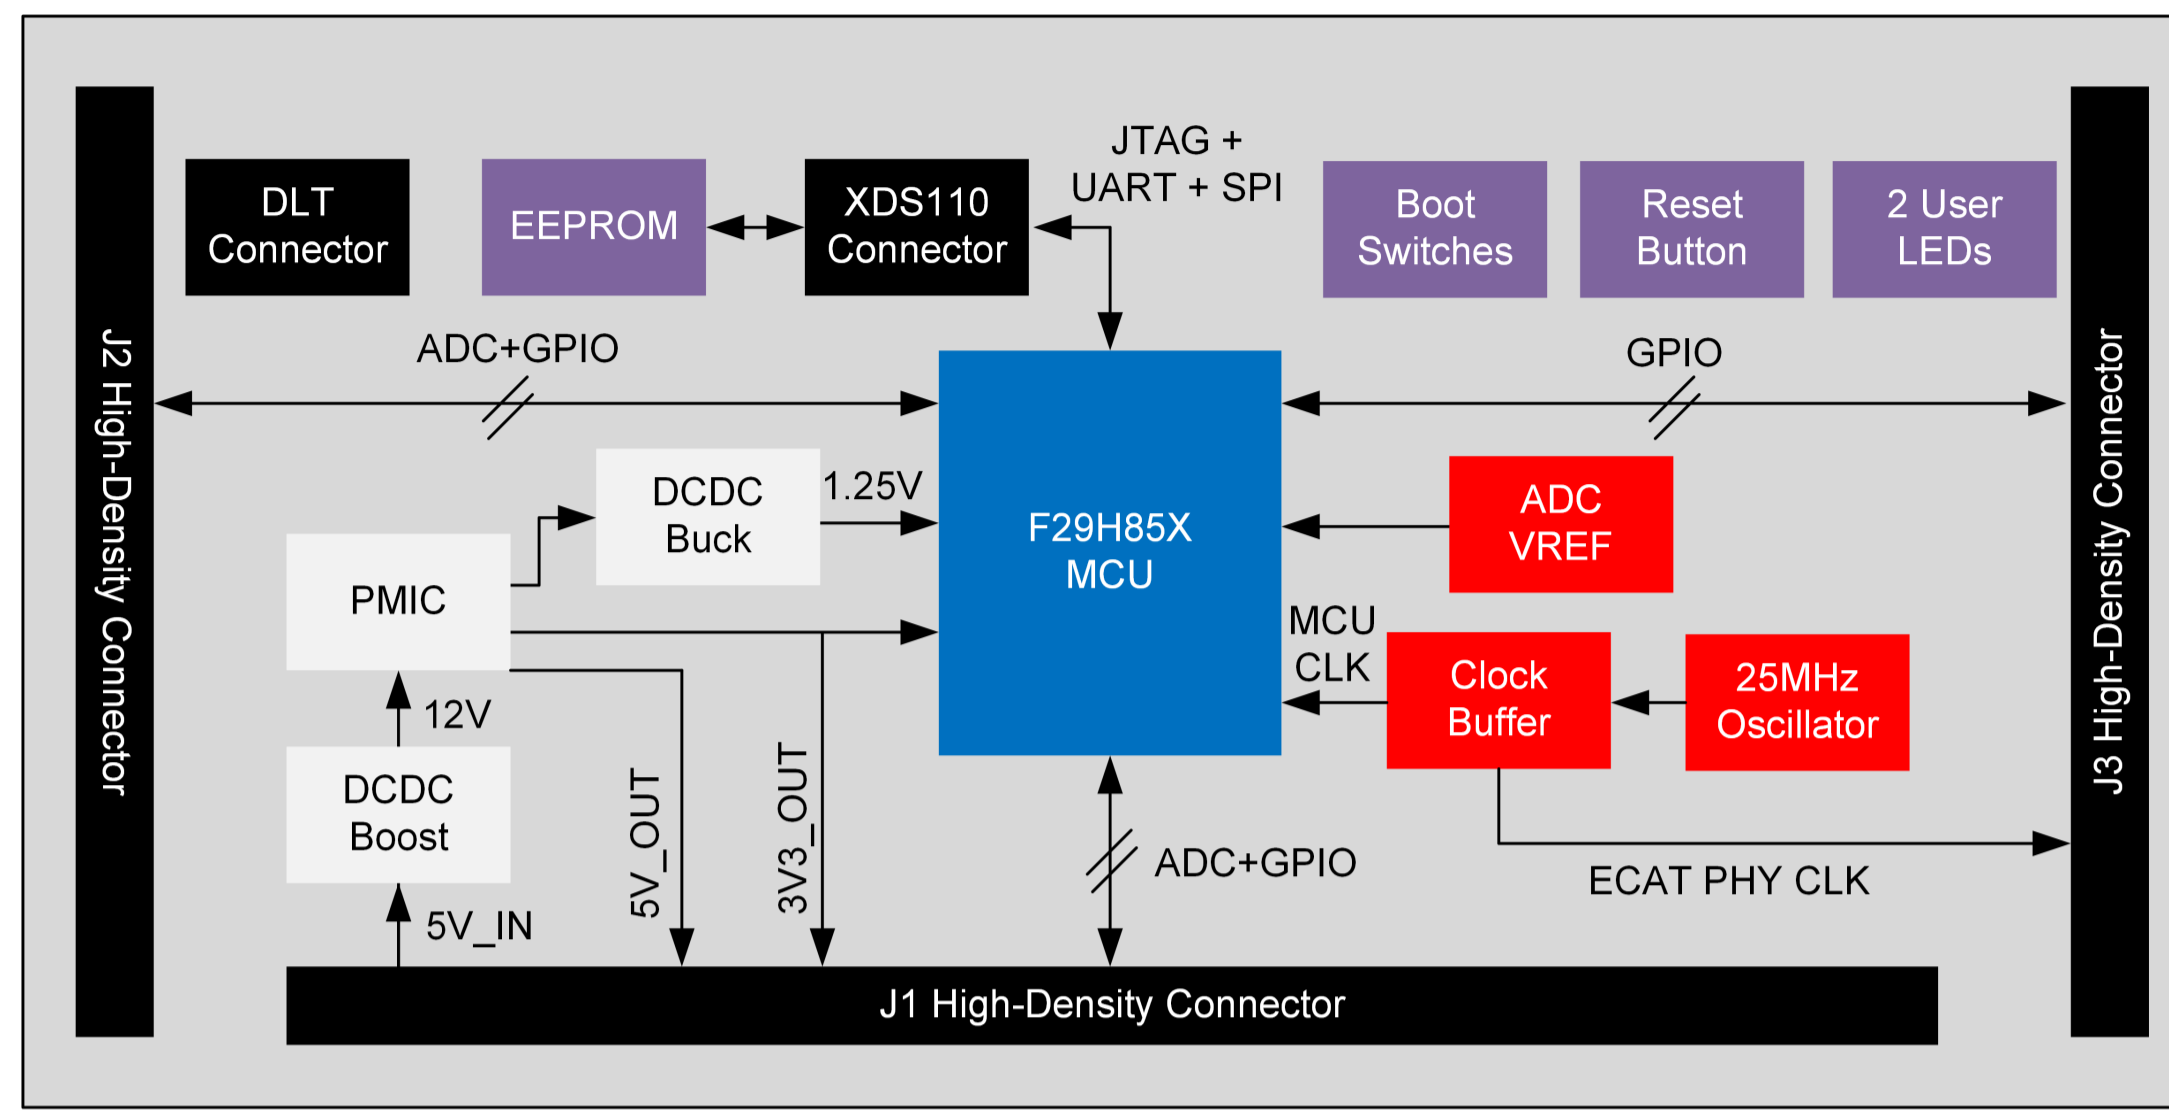 JTAG +
UART + SPI
DLT
Connector
EEPROM
XDS110
Connector
Boot
Switches
Reset
Button
2 User
LEDs
J2 High-Density Connector
ADC+GPIO
GPIO
J3 High-Density Connector
DCDC
Buck
1.25V
F29H85X
MCU
ADC
VREF
PMIC
MCU
CLK
Clock
Buffer
25MHz
Oscillator
12V
DCDC
Boost
5V_OUT
3V3_OUT
ADC+GPIO
ECAT PHY CLK
5V_IN
J1 High-Density Connector